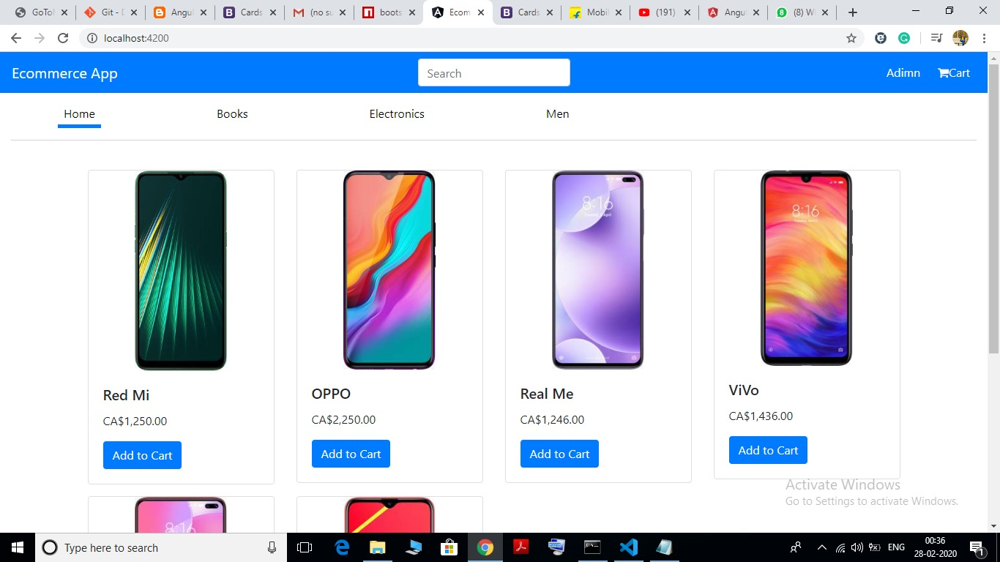 GoTo
Git - D
Angul
Cards
(no su
boots
Ecom
Cards
Mobil
(191)
Angu
(8) W
localhost:4200
Ecommerce App
Search
Adimn
Cart
Home
Books
Electronics
Men
8:16
8:16
Red Mi
CA$1,250.00
Add to Cart
OPPO
CA$2,250.00
Add to Cart
Real Me
CA$1,246.00
Add to Cart
ViVo
CA$1,436.00
Add to Cart
Activate Windows
Go to Settings to activate Windows.
8:16
Type here to search
ENG
00:36
28-02-2020
1